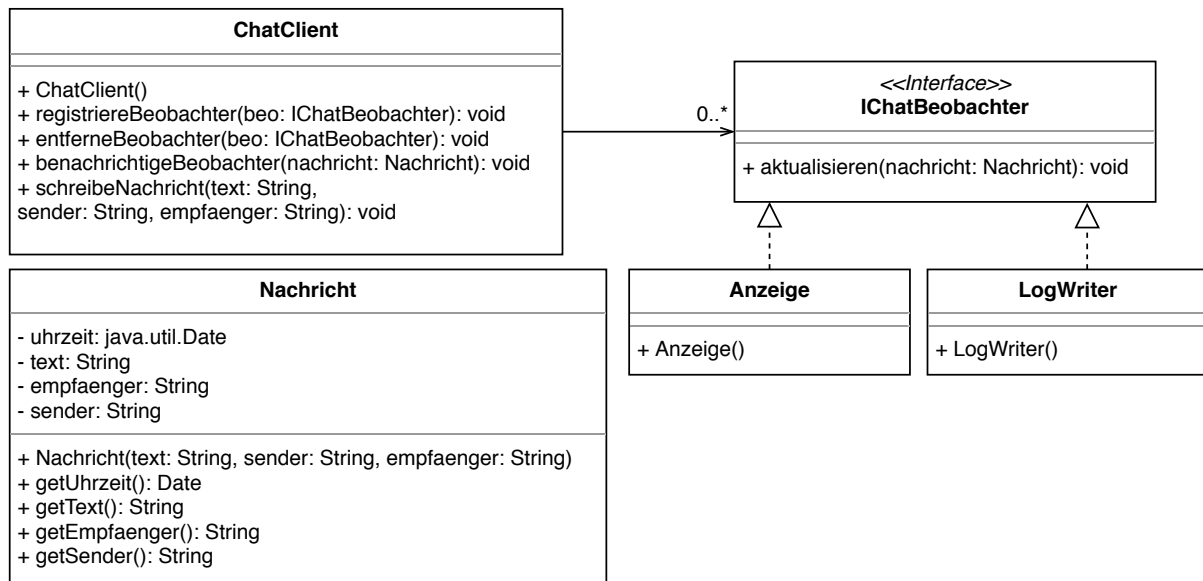 ChatClient
+ ChatClient()
+ registriereBeobachter(beo: IChatBeobachter): void
+ entferneBeobachter(beo: IChatBeobachter): void
+ benachrichtigeBeobachter(nachricht: Nachricht): void
+ schreibeNachricht(text: String,
sender: String, empfaenger: String): void
0..*
<<Interface>>
IChatBeobachter
+ aktualisieren(nachricht: Nachricht): void
Nachricht
- uhrzeit: java.util.Date
- text: String
- empfaenger: String
- sender: String
+ Nachricht(text: String, sender: String, empfaenger: String)
+ getUhrzeit(): Date
+ getText(): String
+ getEmpfaenger(): String
+ getSender(): String
Anzeige
+ Anzeige()
LogWriter
+ LogWriter()